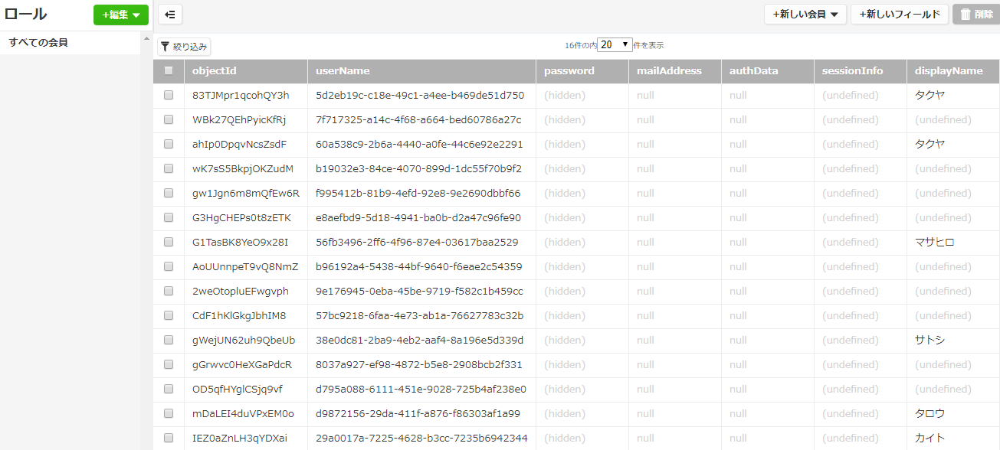 ロール
+編集
+新しい会員
+新しいフィールド
削除
すべての会員
絞り込み
16件の内 20 件を表示
objectId userName password mailAddress authData sessionInfo displayName
83TJMpr1qcohQY3h 5d2eb19c-c18e-49c1-a4ee-b469de51d750 (hidden) null null (undefined) タクヤ
WBk27QEhPyicKfRj 7f717325-a14c-4f68-a664-bed60786a27c (hidden) null null (undefined) (undefined)
ahIp0DpqvNcsZsdF 60a538c9-2b6a-4440-a0fe-44c6e92e2291 (hidden) null null (undefined) タクヤ
wK7sS5BkpjOKZudM b19032e3-84ce-4070-899d-1dc55f70b9f2 (hidden) null null (undefined) (undefined)
gw1Jgn6m8mQfEw6R f995412b-81b9-4efd-92e8-9e2690dbbf66 (hidden) null null (undefined) (undefined)
G3HgCHEPs0t8zETK e8aefbd9-5d18-4941-ba0b-d2a47c96fe90 (hidden) null null (undefined) (undefined)
G1TasBK8YeO9x28I 56fb3496-2ff6-4f96-87e4-03617baa2529 (hidden) null null (undefined) マサヒロ
AoUUnnpeT9vQ8NmZ b96192a4-5438-44bf-9640-f6eae2c54359 (hidden) null null (undefined) (undefined)
2weOtopluEFwgvph 9e176945-0eba-45be-9719-f582c1b459cc (hidden) null null (undefined) (undefined)
CdF1hKlGkgJbhIM8 57bc9218-6faa-4e73-ab1a-76627783c32b (hidden) null null (undefined) (undefined)
gWejUN62uh9QbeUb 38e0dc81-2ba9-4eb2-aaf4-8a196e5d339d (hidden) null null (undefined) サトシ
gGrwvc0HeXGaPdcR 8037a927-ef98-4872-b5e8-2908bcb2f331 (hidden) null null (undefined) (undefined)
OD5qfHYglCSjq9vf d795a088-6111-451e-9028-725b4af238e0 (hidden) null null (undefined) (undefined)
mDaLEI4duVPxEM0o d9872156-29da-411f-a876-f86303af1a99 (hidden) null null (undefined) タロウ
IEZ0aZnLH3qYDXai 29a0017a-7225-4628-b3cc-7235b6942344 (hidden) null null (undefined) カイト